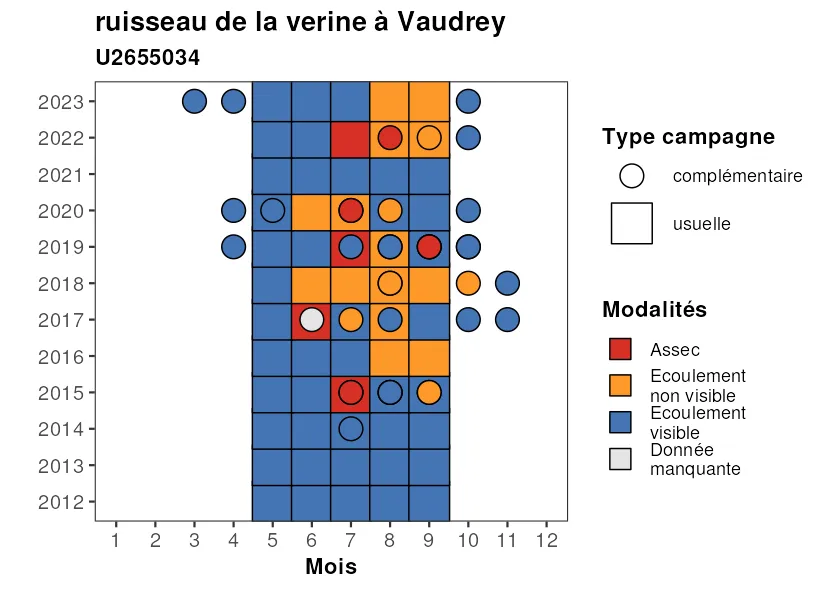 ruisseau de la verine à Vaudrey
U2655034
2023
2022
2021
2020
2019
2018
2017
2016
2015
2014
2013
2012
1 2 3 4 5 6 7 8 9 10 11 12
Mois
Type campagne
complémentaire
usuelle
Modalités
Assec
Ecoulement
non visible
Ecoulement
visible
Donnée
manquante